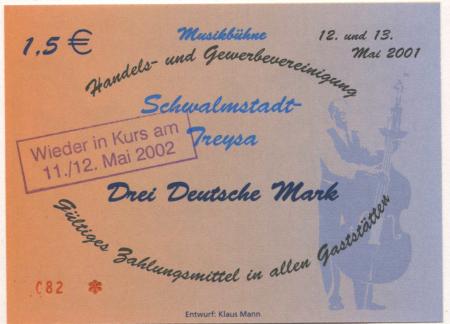 1,5 €
Musikbühne
12. und 13.
Mai 2001
Handels- und Gewerbevereinigung
Schwalmstadt-
Treysa
Wieder in Kurs am
11./12. Mai 2002
Drei Deutsche Mark
Gültiges Zahlungsmittel in allen Gaststätten
C82 *
Entwurf: Klaus Mann